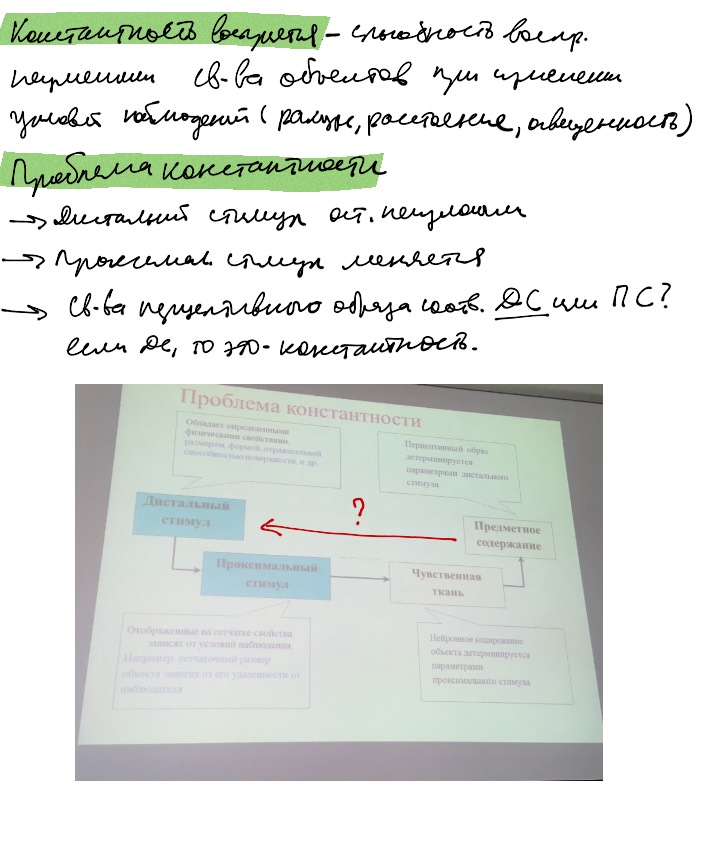 Константность восприятия – способность воспр.
неизменными св-ва объектов при изменении
условий наблюдений (размер, расстояние, освещенность)
Проблема константности
→ Дистальный стимул ост. неизменным
→ Проксимал. стимул меняется
→ Св-ва перцептивного образа соотв. ДС или ПС?
если ДС, то это - константность.
Проблема константности
Обладает определенными
физическими свойствами:
размером, формой, отражательной
способностью поверхности, и др.
Перцептивный образ
детерминируется
параметрами дистального
стимула
Дистальный
стимул
?
Предметное
содержание
Проксимальный
стимул
Чувственная
ткань
Отображенные на сетчатке свойства
зависят от условий наблюдения.
Например: сетчаточный размер
объекта зависит от его удаленности от
наблюдателя
Нейронное кодирование
объекта детерминируется
параметрами
проксимального стимула